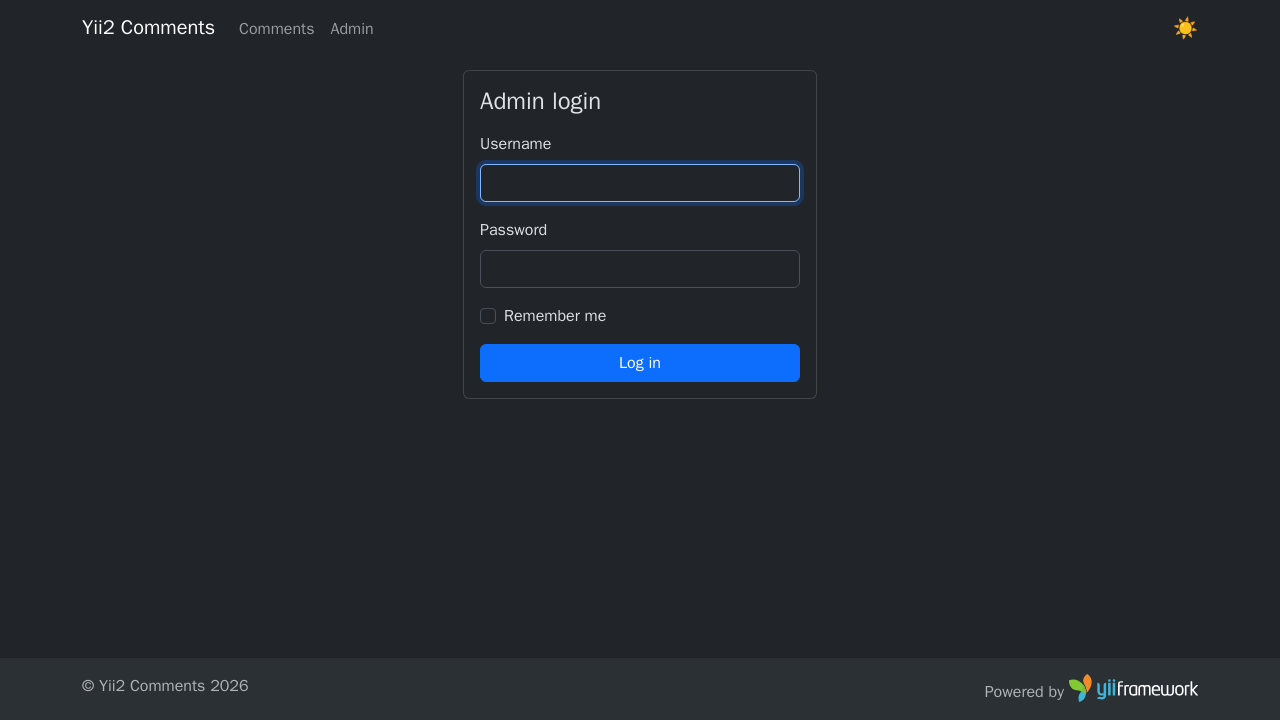 Yii2 Comments Comments Admin
Admin login
Username
Password
Remember me
Log in
© Yii2 Comments 2026
Powered by yiiframework